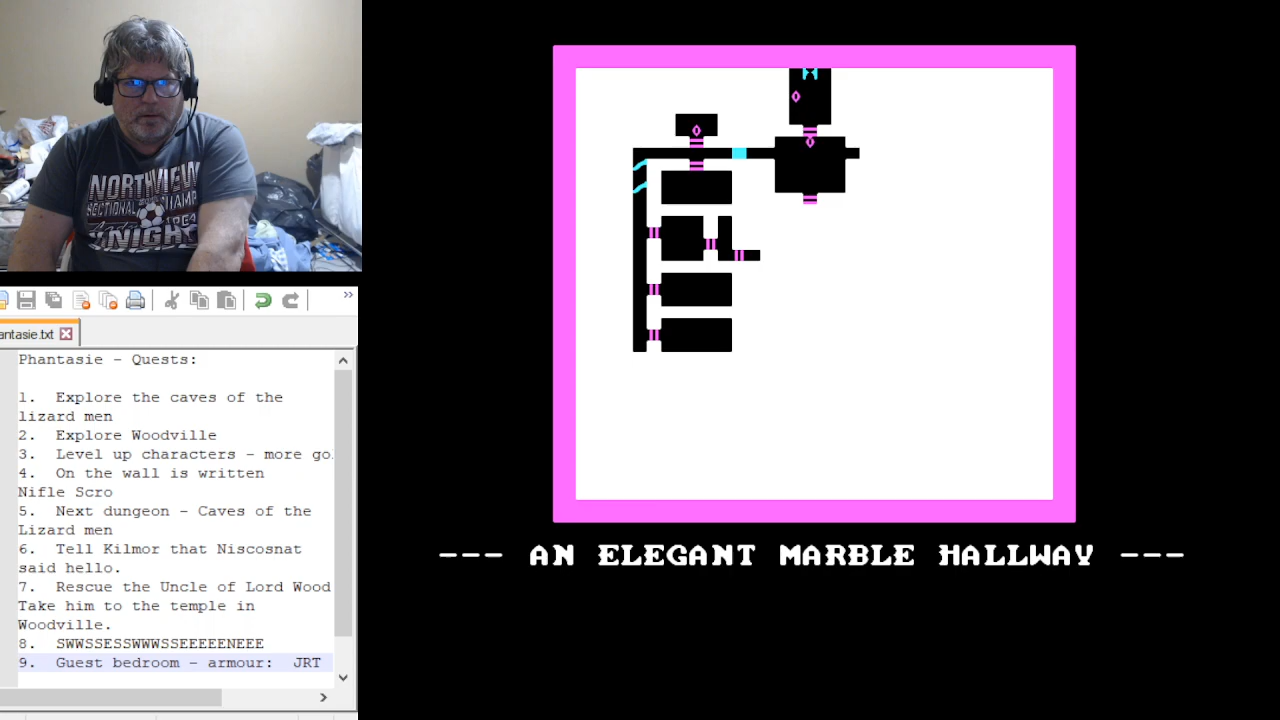 NORTHVIEW
SECTIONAL CHAMPS
KNIGHTS
antasie.txt
Phantasie - Quests:
1. Explore the caves of the
lizard men
2. Explore Woodville
3. Level up characters - more go
4. On the wall is written
Nifle Scro
5. Next dungeon - Caves of the
Lizard men
6. Tell Kilmor that Niscosnat
said hello.
7. Rescue the Uncle of Lord Wood
Take him to the temple in
Woodville.
8. SWWSSESSWWWSSEEEEENEEE
9. Guest bedroom - armour: JRT
--- AN ELEGANT MARBLE HALLWAY ---